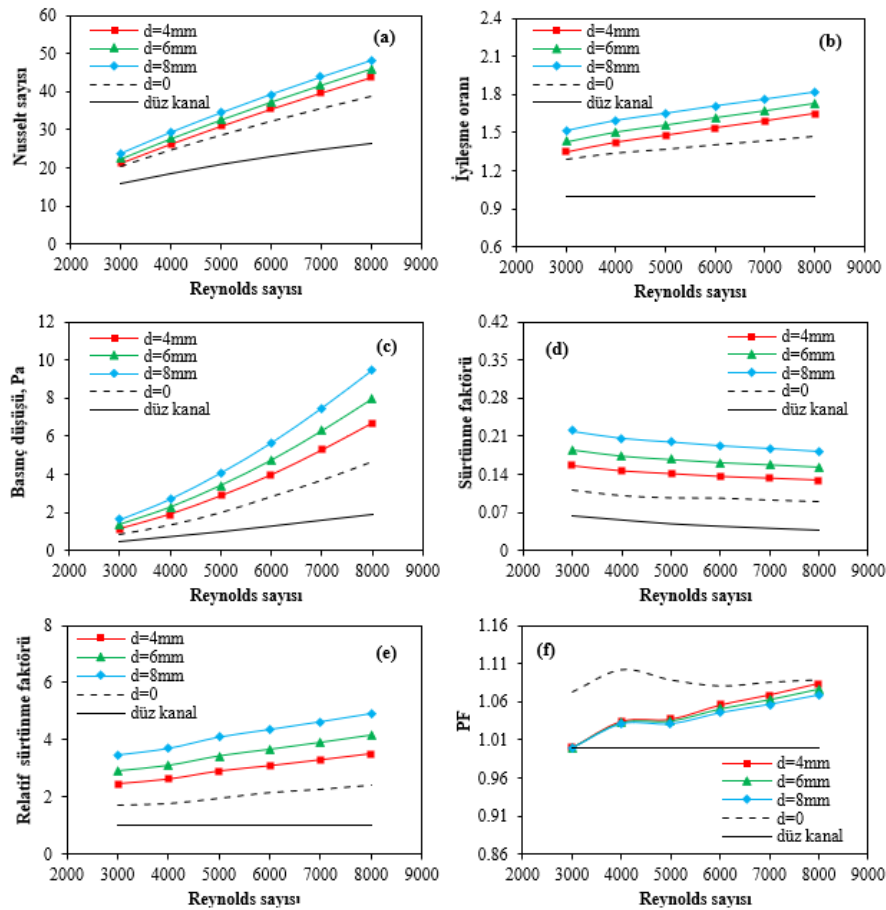 (a)
Nusselt sayısı
60
50
40
30
20
10
0
d=4mm
d=6mm
d=8mm
d=0
düz kanal
2000 3000 4000 5000 6000 7000 8000 9000
Reynolds sayısı
(b)
İyileşme oranı
2.4
2.1
1.8
1.5
1.2
0.9
0.6
d=4mm
d=6mm
d=8mm
d=0
düz kanal
2000 3000 4000 5000 6000 7000 8000 9000
Reynolds sayısı
(c)
Basınç düşüşü, Pa
12
10
8
6
4
2
0
d=4mm
d=6mm
d=8mm
d=0
düz kanal
2000 3000 4000 5000 6000 7000 8000 9000
Reynolds sayısı
(d)
Sürtünme faktörü
0.42
0.35
0.28
0.21
0.14
0.07
0
d=4mm
d=6mm
d=8mm
d=0
düz kanal
2000 3000 4000 5000 6000 7000 8000 9000
Reynolds sayısı
(e)
Relatif sürtünme faktörü
8
6
4
2
0
d=4mm
d=6mm
d=8mm
d=0
düz kanal
2000 3000 4000 5000 6000 7000 8000 9000
Reynolds sayısı
(f)
PF
1.16
1.11
1.06
1.01
0.96
0.91
0.86
d=4mm
d=6mm
d=8mm
d=0
düz kanal
2000 3000 4000 5000 6000 7000 8000 9000
Reynolds sayısı